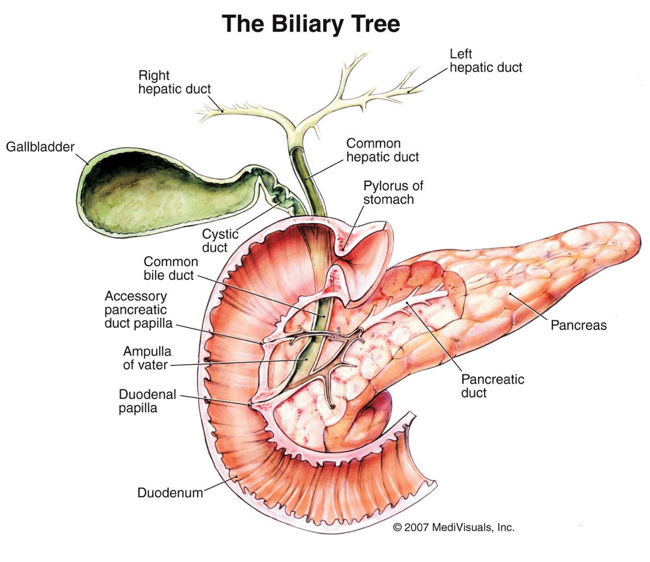 The Biliary Tree
Left
hepatic duct
Right
hepatic duct
Gallbladder
Common
hepatic duct
Pylorus of
stomach
Cystic
duct
Common
bile duct
Accessory
pancreatic
duct papilla
Pancreas
Ampulla
of vater
Pancreatic
duct
Duodenal
papilla
Duodenum
© 2007 MediVisuals, Inc.